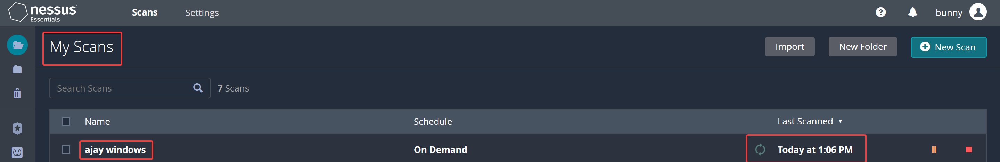 nessus
Essentials
Scans
Settings
bunny
My Scans
Import
New Folder
New Scan
Search Scans
7 Scans
Name
Schedule
Last Scanned
ajay windows
On Demand
Today at 1:06 PM